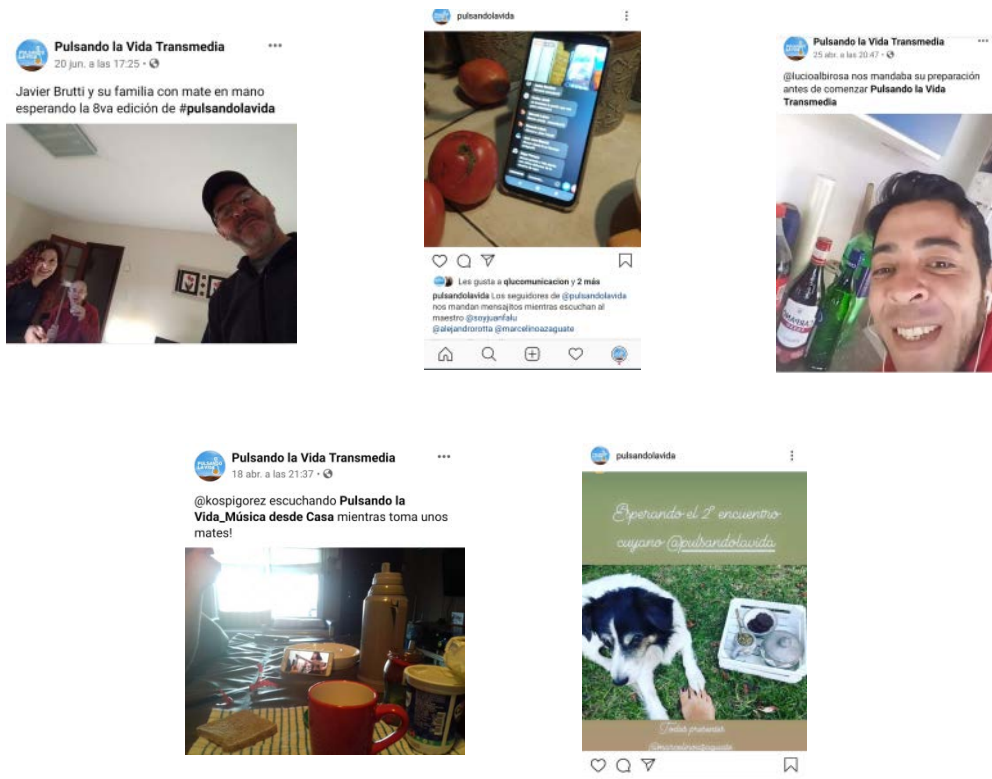 Pulsando la Vida Transmedia
20 jun. a las 17:25 •
Javier Brutti y su familia con mate en mano
esperando la 8va edición de #pulsandolavida
pulsandolavida
Les gusta a qlucomunicacion y 2 más
pulsandolavida Los seguidores de @pulsandolavida
nos mandan mensajitos mientras escuchan al
maestro @soyjuanfalu
@alejandrorotta @marcelinoazaguate
Pulsando la Vida Transmedia
25 abr. a las 20:47 •
@lucioalbirosa nos mandaba su preparación
antes de comenzar Pulsando la Vida
Transmedia
Pulsando la Vida Transmedia
18 abr. a las 21:37 •
@kospigorez escuchando Pulsando la
Vida_Música desde Casa mientras toma unos
mates!
pulsandolavida
Esperando el 2º encuentro
cuyano @pulsandolavida
Todos presentes
@marcelinoazaguate